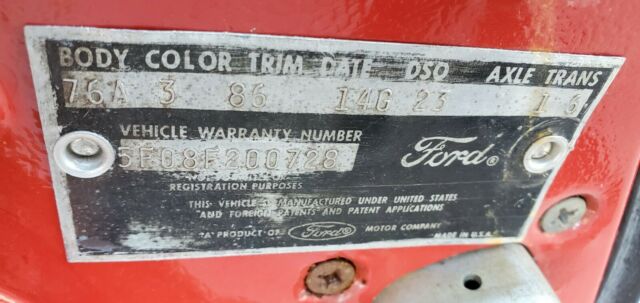 BODY COLOR TRIM DATE DSO AXLE TRANS
76A 3 86 14G 23 1 6
VEHICLE WARRANTY NUMBER
5F08F200728
Ford®
REGISTRATION PURPOSES
THIS VEHICLE IS MANUFACTURED UNDER UNITED STATES
AND FOREIGN PATENTS AND PATENT APPLICATIONS
"A" PRODUCT OF Ford® MOTOR COMPANY
MADE IN U.S.A.